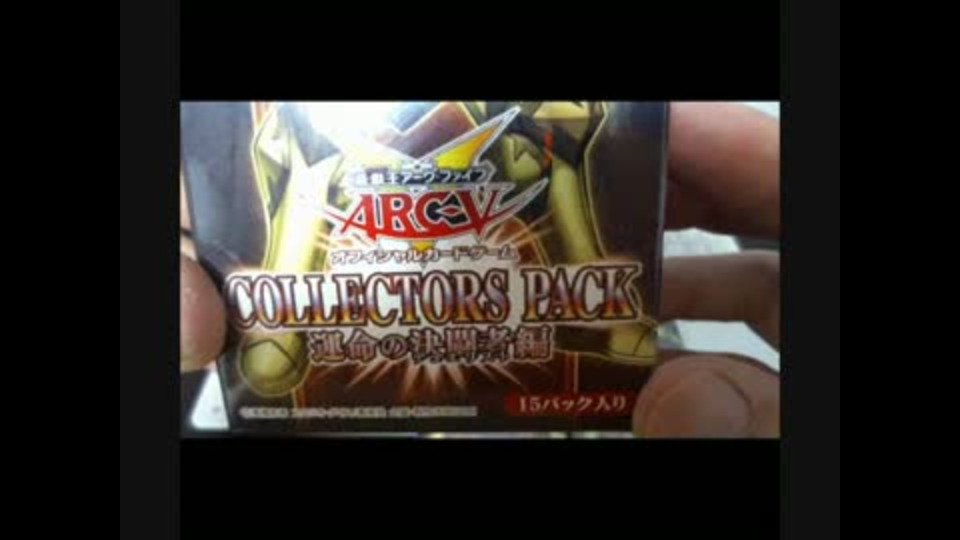 遊戯王アーク・ファイブ
ARC-V
オフィシャルカードゲーム
COLLECTORS PACK
運命の決闘者編
15パック入り